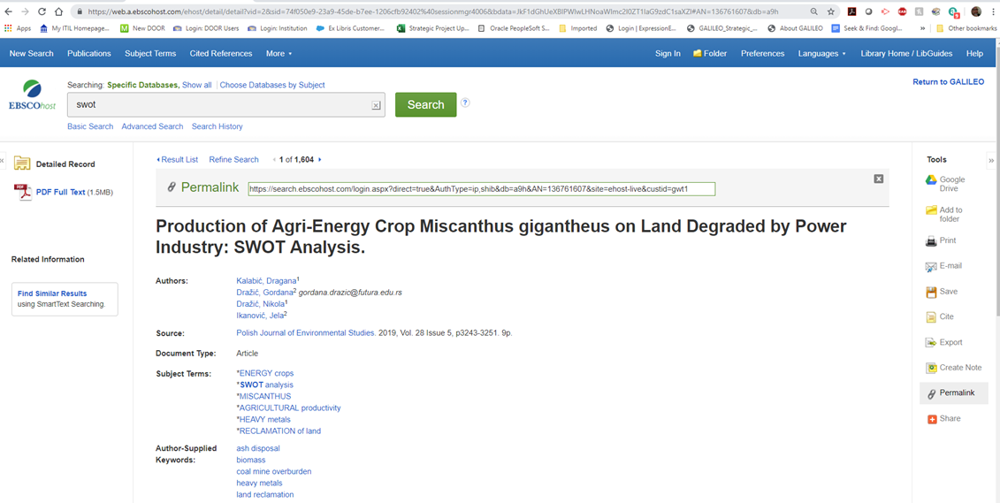 https://web.a.ebscohost.com/ehost/detail/detail?vid=2&sid=74f050e9-23a9-45de-b7ee-1206cfb92402%40sessionmgr4006&bdata=JkF1dGhUeXBlPWlwLHNoaWImc2l0ZT1laG9zdC1saXZl#AN=136761607&db=a9h
Apps My ITIL Homepage... New DOOR Login: DOOR Users Login: Institution Ex Libris Customer... Strategic Project Up... Oracle PeopleSoft S... Imported Login | ExpressionE... GALILEO_Strategic_... About GALILEO Seek & Find: Googl... » Other bookmarks
New Search Publications Subject Terms Cited References More Sign In Folder Preferences Languages Library Home / LibGuides Help
Searching: Specific Databases, Show all | Choose Databases by Subject
Return to GALILEO
EBSCOhost
swot
Search
?
Basic Search Advanced Search Search History
«
Detailed Record
PDF Full Text (1.5MB)
Related Information
Find Similar Results
using SmartText Searching.
Result List Refine Search 1 of 1,604
Permalink https://search.ebscohost.com/login.aspx?direct=true&AuthType=ip,shib&db=a9h&AN=136761607&site=ehost-live&custid=gwt1
Production of Agri-Energy Crop Miscanthus gigantheus on Land Degraded by Power
Industry: SWOT Analysis.
Authors: Kalabić, Dragana1
Dražić, Gordana2 gordana.drazic@futura.edu.rs
Dražić, Nikola1
Ikanović, Jela2
Source: Polish Journal of Environmental Studies. 2019, Vol. 28 Issue 5, p3243-3251. 9p.
Document Type: Article
Subject Terms: *ENERGY crops
*SWOT analysis
*MISCANTHUS
*AGRICULTURAL productivity
*HEAVY metals
*RECLAMATION of land
Author-Supplied
Keywords:
ash disposal
biomass
coal mine overburden
heavy metals
land reclamation
Tools
»
Google
Drive
Add to
folder
Print
E-mail
Save
Cite
Export
Create Note
Permalink
Share